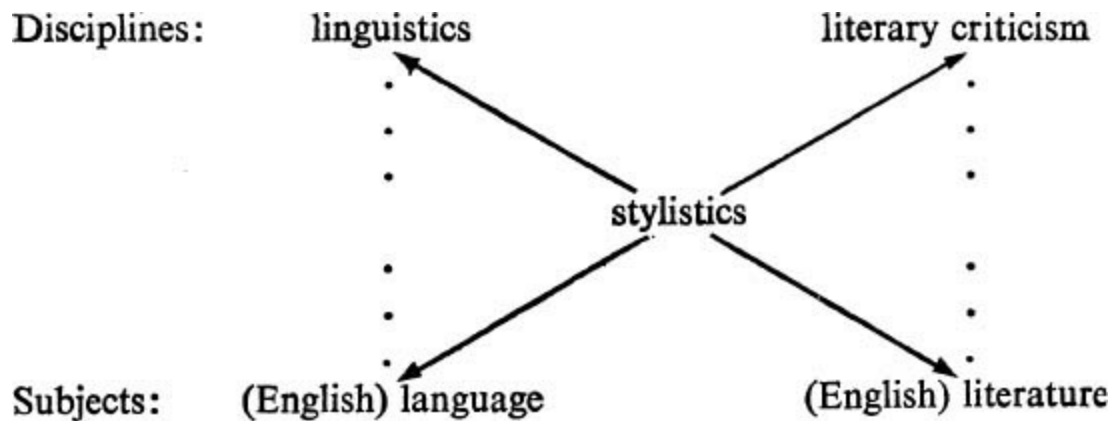 Disciplines: linguistics literary criticism
stylistics
Subjects: (English) language (English) literature